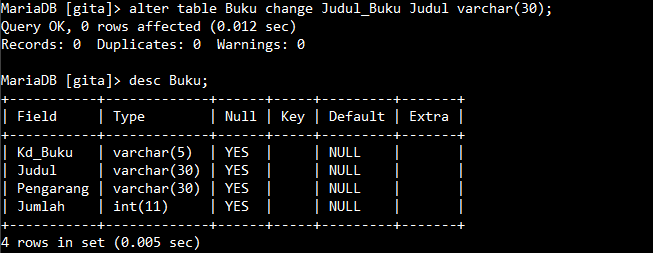 MariaDB [gita]> alter table Buku change Judul_Buku Judul varchar(30);
Query OK, 0 rows affected (0.012 sec)
Records: 0  Duplicates: 0  Warnings: 0
MariaDB [gita]> desc Buku;
+-----------+-------------+------+-----+---------+-------+
| Field     | Type        | Null | Key | Default | Extra |
+-----------+-------------+------+-----+---------+-------+
| Kd_Buku   | varchar(5)  | YES  |     | NULL    |       |
| Judul     | varchar(30) | YES  |     | NULL    |       |
| Pengarang | varchar(30) | YES  |     | NULL    |       |
| Jumlah    | int(11)     | YES  |     | NULL    |       |
+-----------+-------------+------+-----+---------+-------+
4 rows in set (0.005 sec)